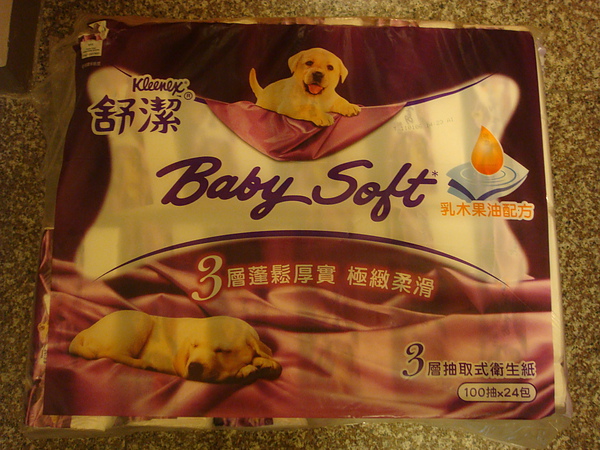 Kleenex®
舒潔®
Baby Soft*
乳木果油配方
3層蓬鬆厚實 極緻柔滑
3層抽取式衛生紙
100抽x24包